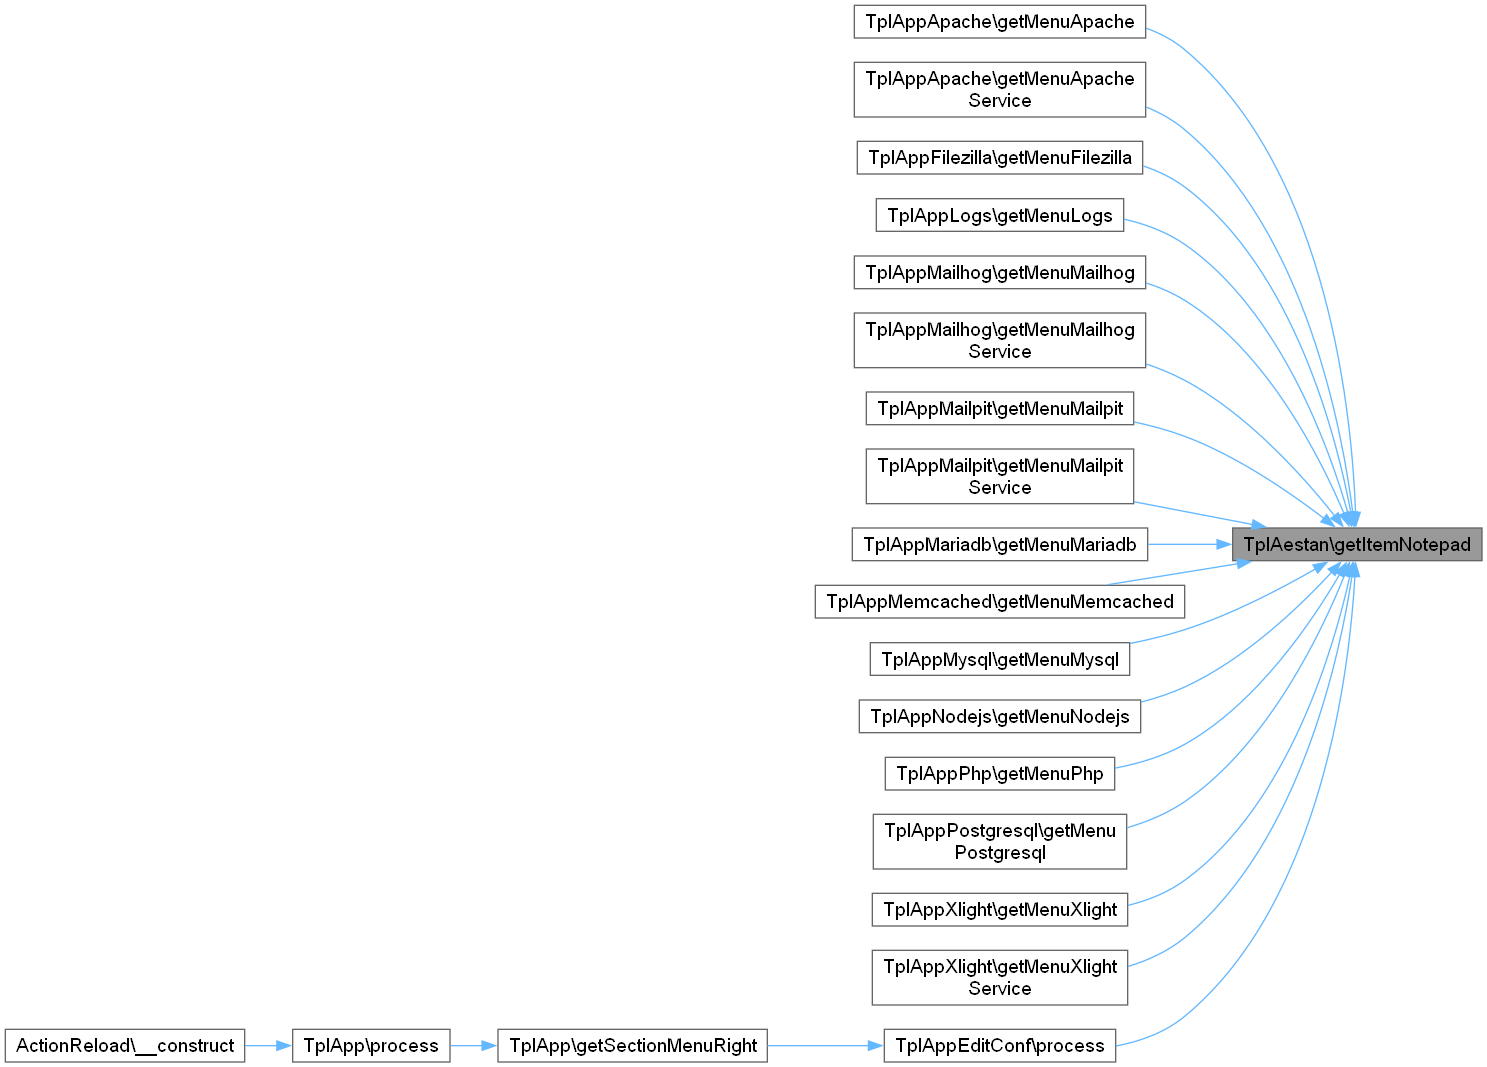 TplAppApache\getMenuApache
TplAppApache\getMenuApache
Service
TplAppFilezilla\getMenuFilezilla
TplAppLogs\getMenuLogs
TplAppMailhog\getMenuMailhog
TplAppMailhog\getMenuMailhog
Service
TplAppMailpit\getMenuMailpit
TplAppMailpit\getMenuMailpit
Service
TplAppMariadb\getMenuMariadb
TplAestan\getItemNotepad
TplAppMemcached\getMenuMemcached
TplAppMysql\getMenuMysql
TplAppNodejs\getMenuNodejs
TplAppPhp\getMenuPhp
TplAppPostgresql\getMenu
Postgresql
TplAppXlight\getMenuXlight
TplAppXlight\getMenuXlight
Service
ActionReload\__construct
TplApp\process
TplApp\getSectionMenuRight
TplAppEditConf\process